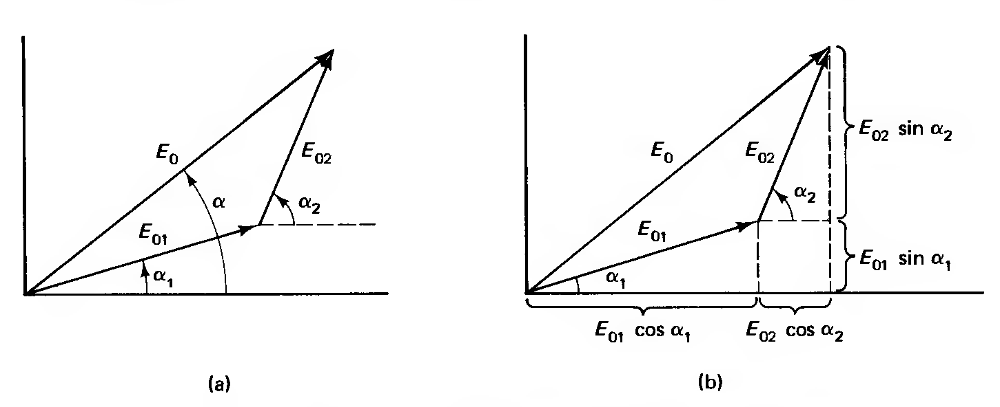 E₀
E₀₂
α
α₂
E₀₁
α₁
(a)
E₀
E₀₂
E₀₂ sin α₂
α₂
E₀₁
α₁
E₀₁ sin α₁
E₀₁ cos α₁
E₀₂ cos α₂
(b)